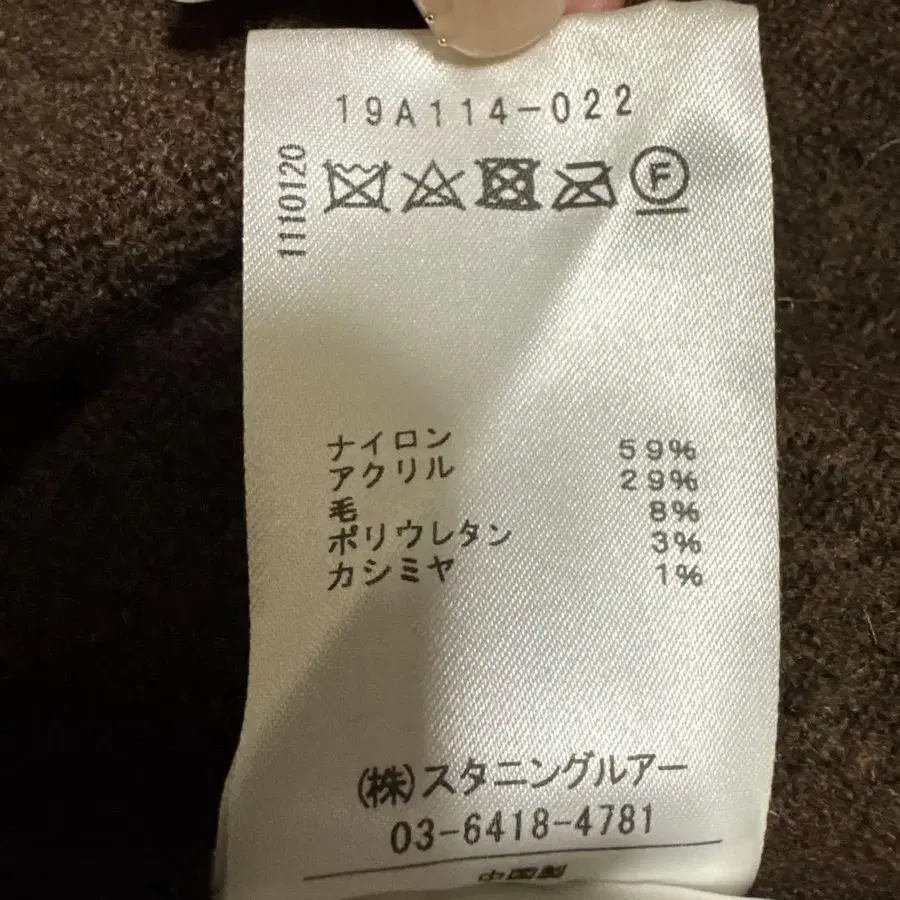 19A114-022
1110120
F
ナイロン 59%
アクリル 29%
毛 8%
ポリウレタン 3%
カシミヤ 1%
(株)スタニングルアー
03-6418-4781
中国製